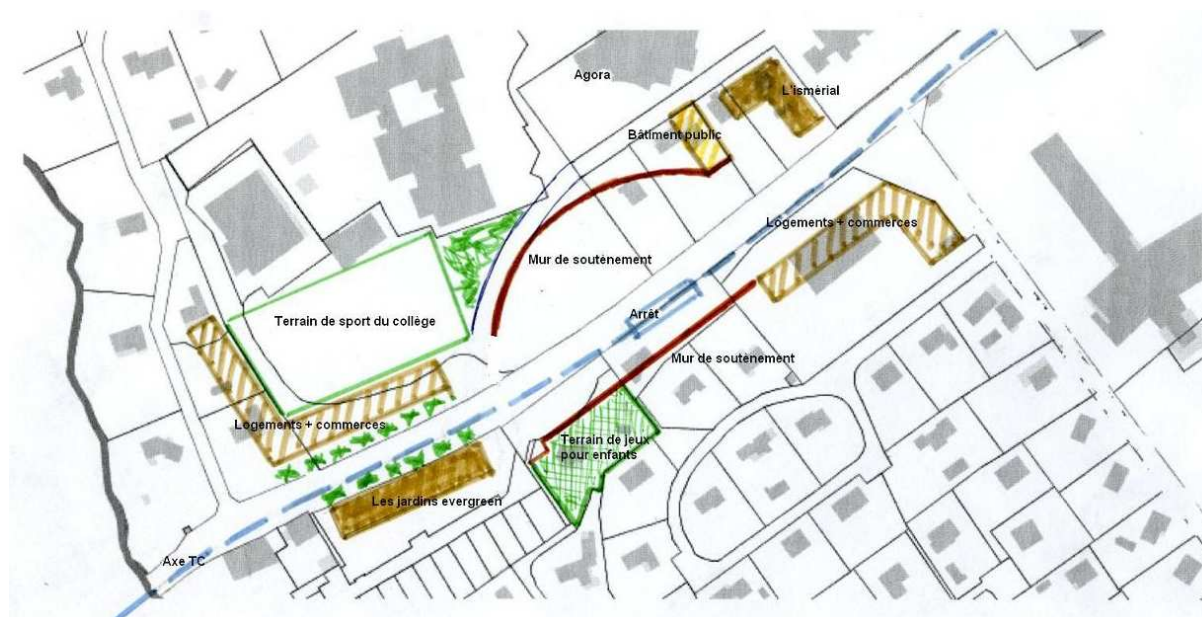 Agora
L'ismérial
Bâtiment public
Logements + commerces
Mur de soutènement
Arrêt
Terrain de sport du collège
Mur de soutènement
Logements + commerces
Terrain de jeux
pour enfants
Les jardins evergreen
Axe TC